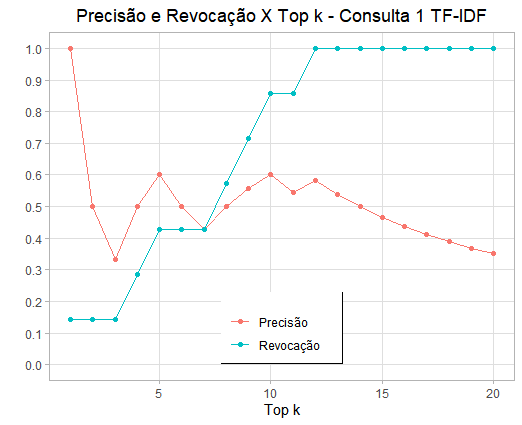 Precisão e Revocação X Top k - Consulta 1 TF-IDF
1.0
0.9
0.8
0.7
0.6
0.5
0.4
0.3
0.2
0.1
0.0
Precisão
Revocação
5 10 15 20
Top k